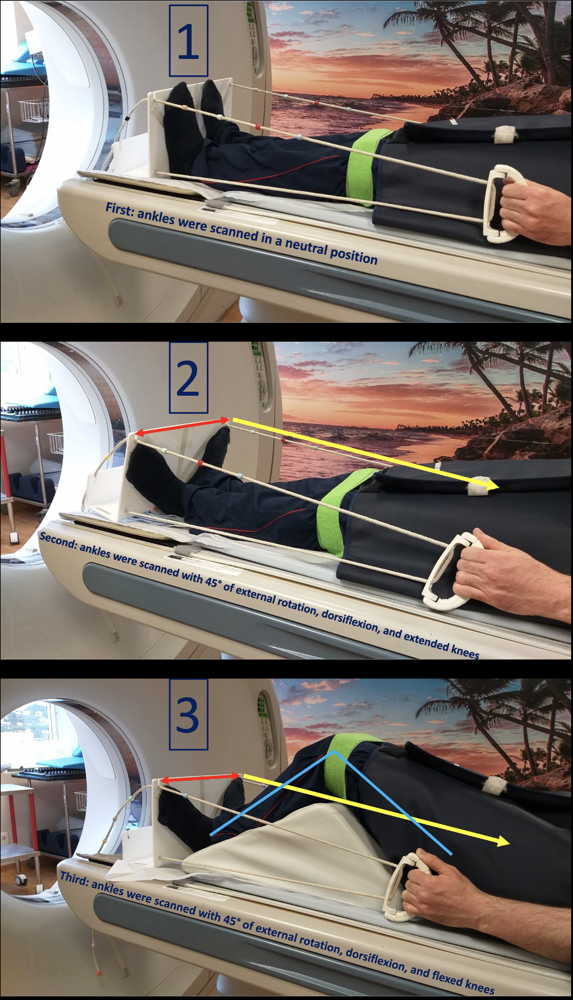 1
First: ankles were scanned in a neutral position
2
Second: ankles were scanned with 45° of external rotation, dorsiflexion, and extended knees
3
Third: ankles were scanned with 45° of external rotation, dorsiflexion, and flexed knees